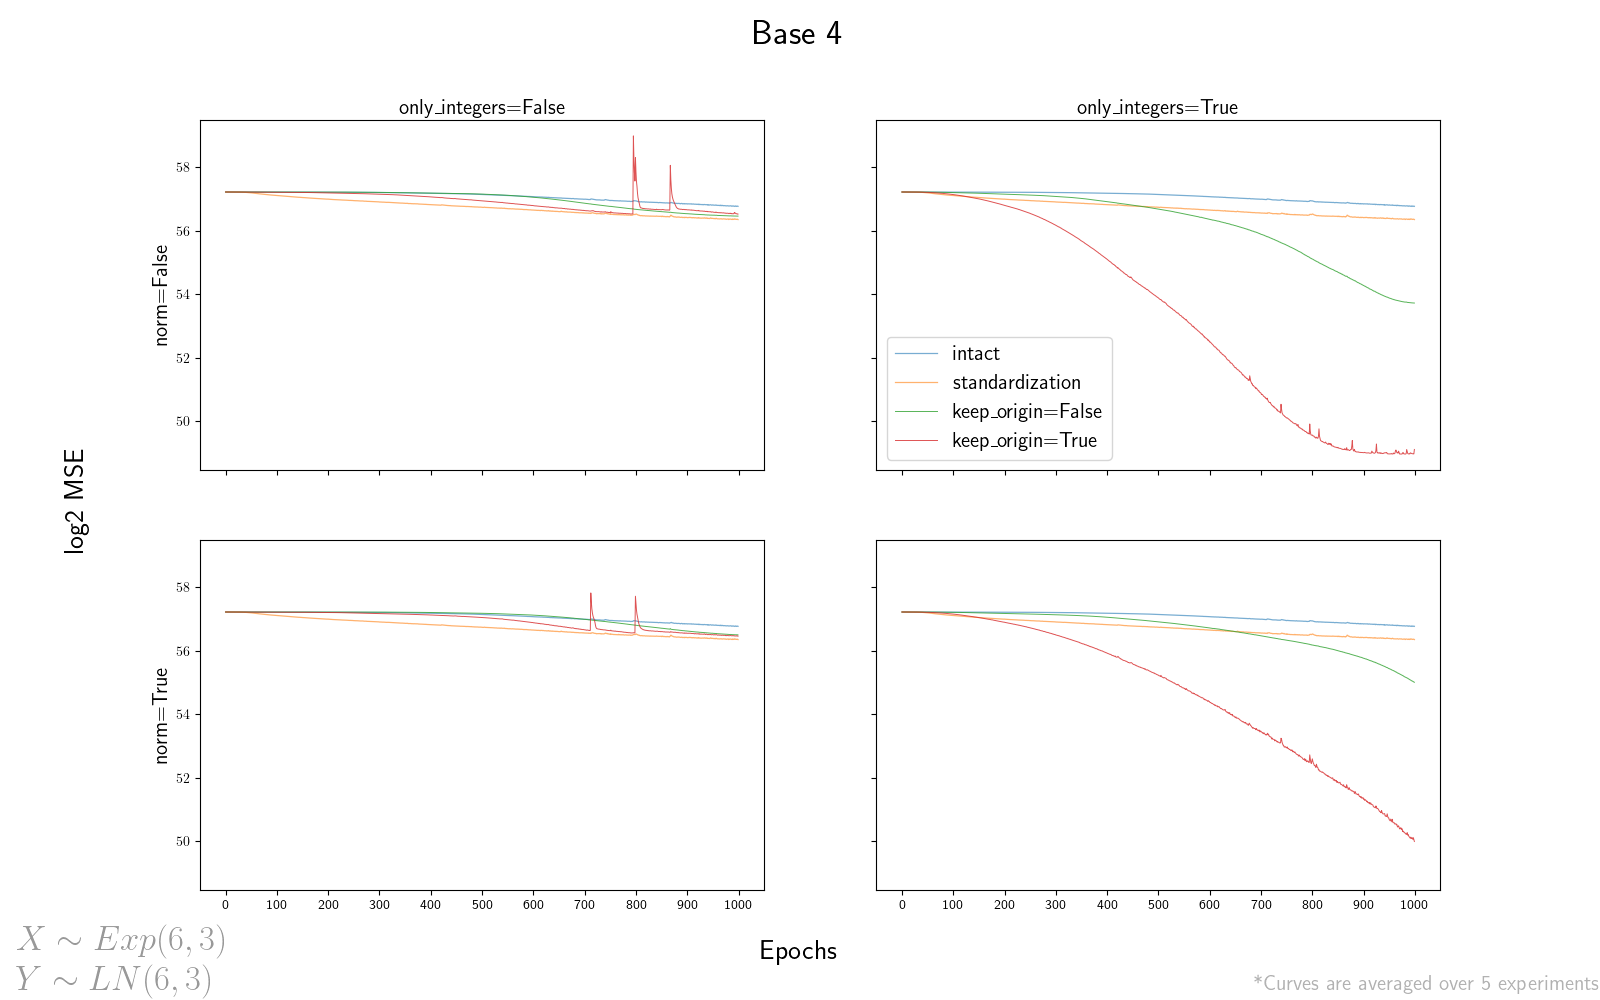 Base 4
only_integers=False
only_integers=True
58
56
54
52
50
norm=False
intact
standardization
keep_origin=False
keep_origin=True
log2 MSE
58
56
54
52
50
norm=True
0 100 200 300 400 500 600 700 800 900 1000
0 100 200 300 400 500 600 700 800 900 1000
Epochs
X ∼ Exp(6, 3)
Y ∼ LN(6, 3)
*Curves are averaged over 5 experiments